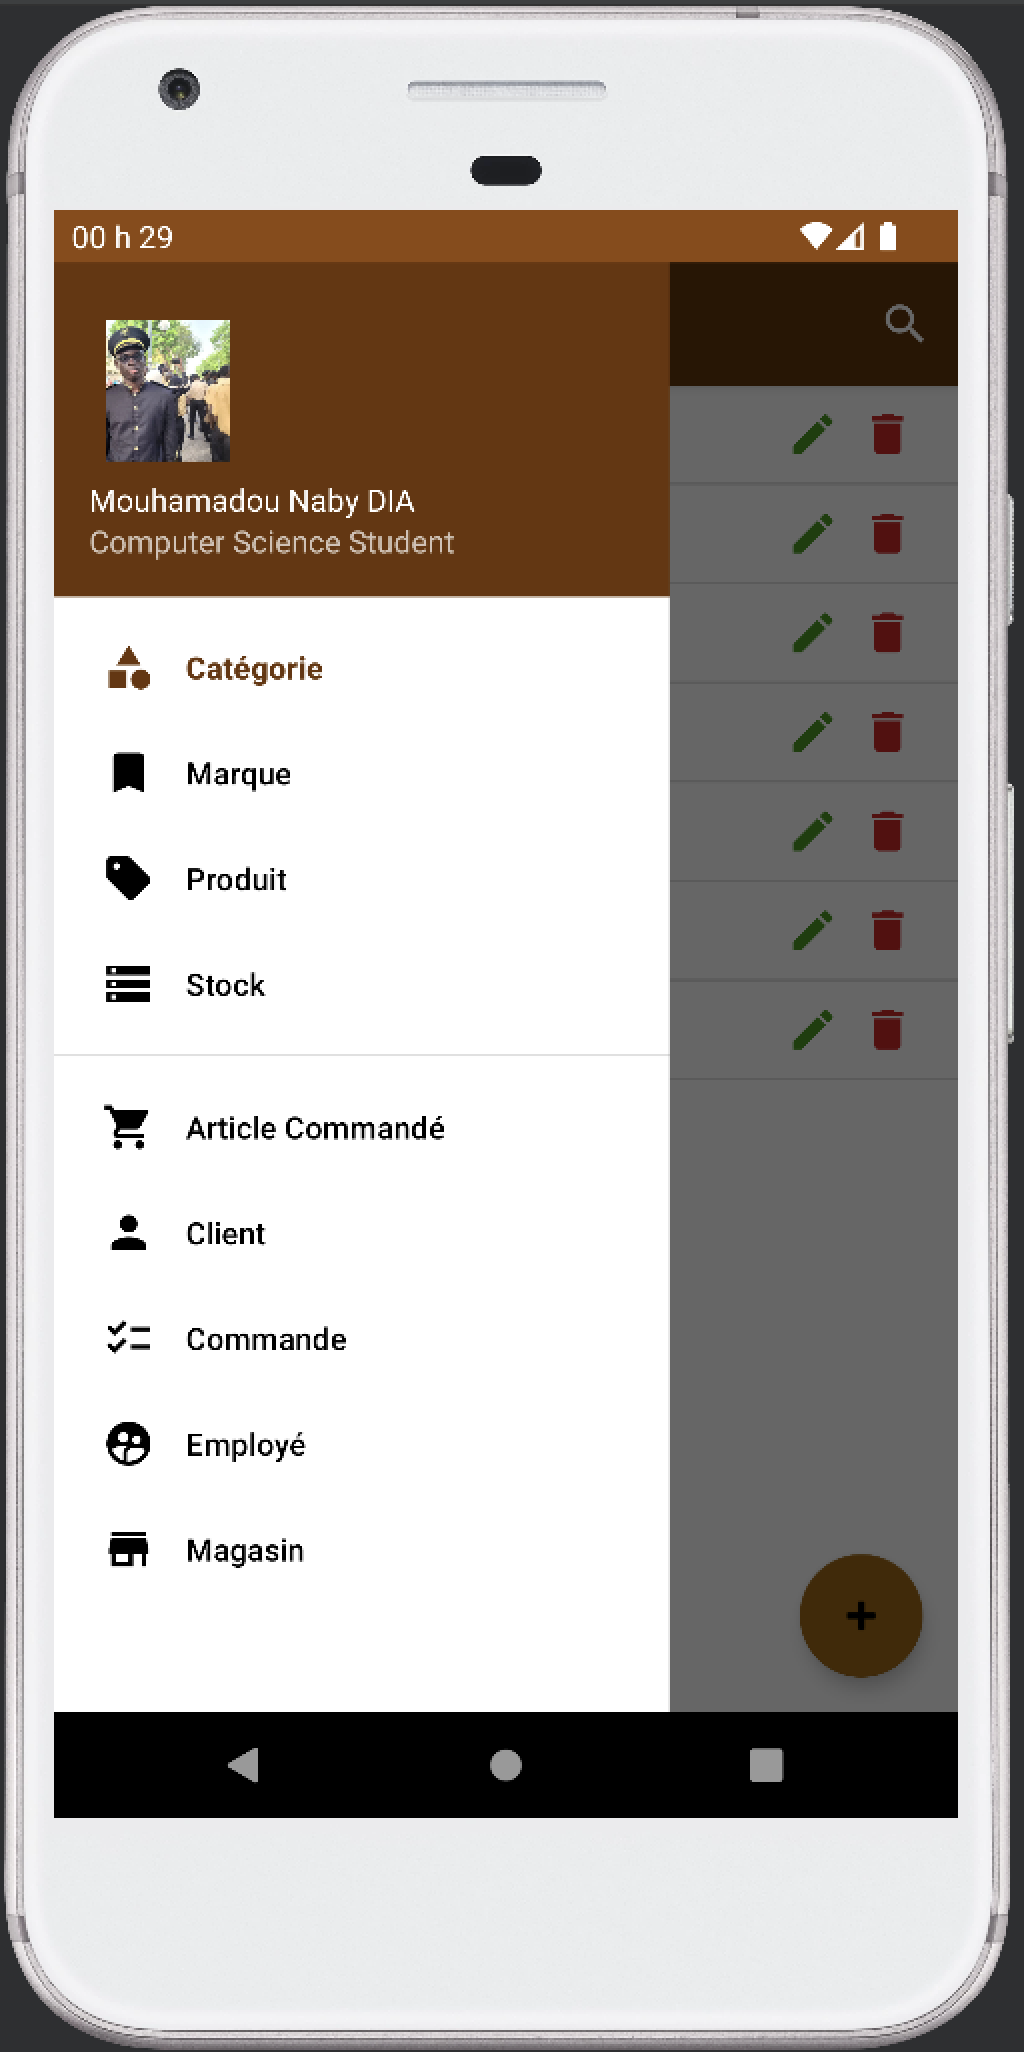 00 h 29
Mouhamadou Naby DIA
Computer Science Student
Catégorie
Marque
Produit
Stock
Article Commandé
Client
Commande
Employé
Magasin